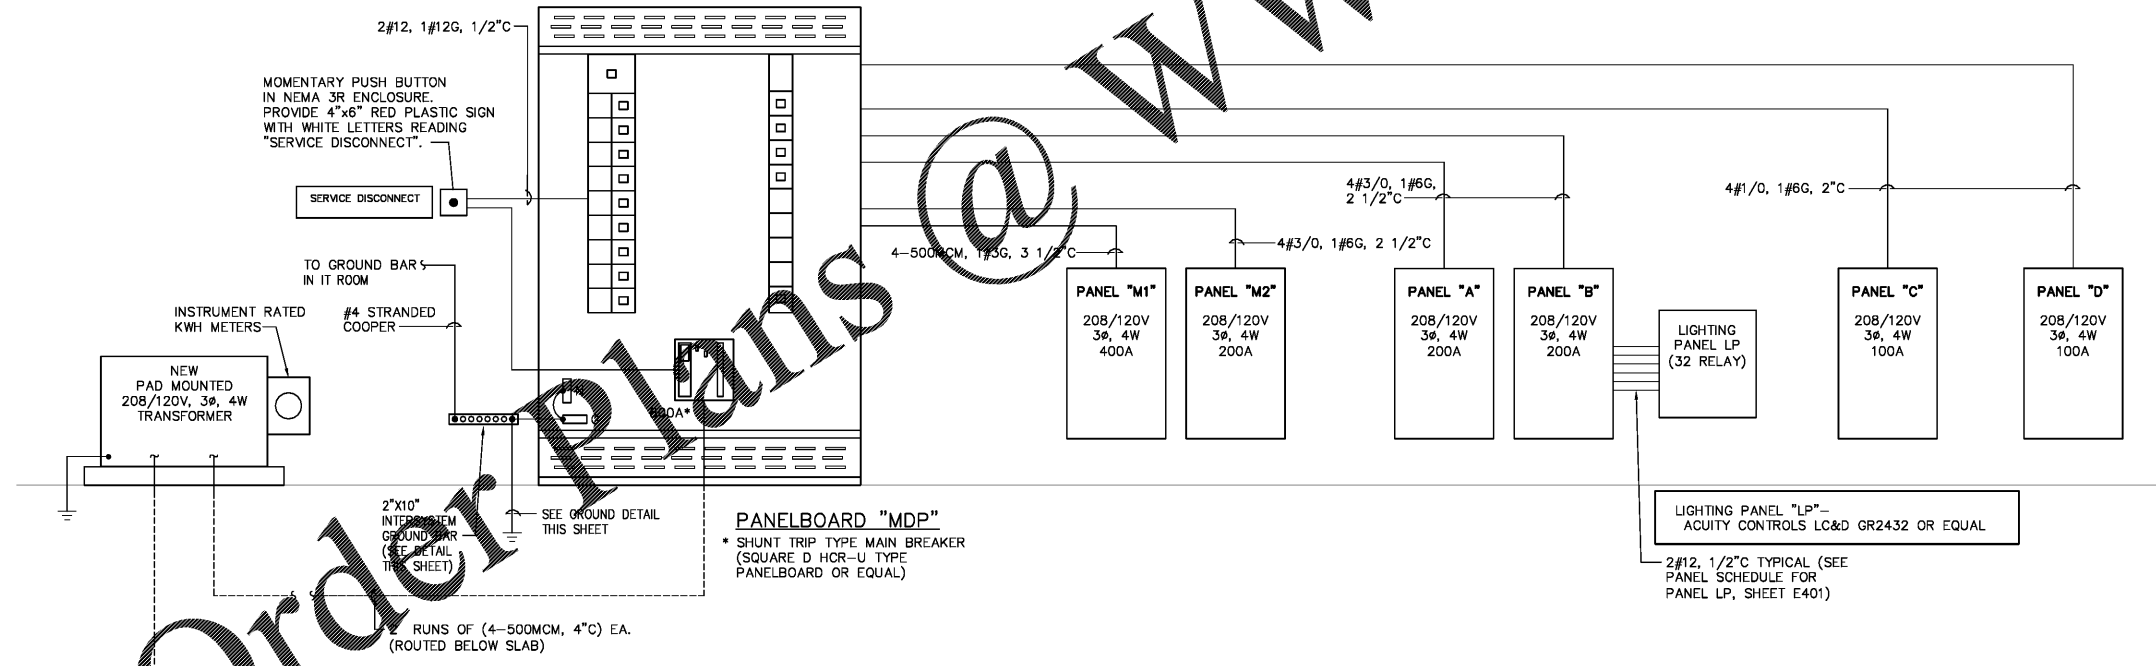 2#12, 1#12G, 1/2"C
MOMENTARY PUSH BUTTON
IN NEMA 3R ENCLOSURE.
PROVIDE 4"x6" RED PLASTIC SIGN
WITH WHITE LETTERS READING
"SERVICE DISCONNECT".
SERVICE DISCONNECT
TO GROUND BAR
IN IT ROOM
INSTRUMENT RATED
KWH METERS
#4 STRANDED
COOPER
NEW
PAD MOUNTED
208/120V, 3ø, 4W
TRANSFORMER
2"X10"
INTERSYSTEM
GROUND BAR
(SEE DETAIL
THIS SHEET)
SEE GROUND DETAIL
THIS SHEET
2 RUNS OF (4-500MCM, 4"C) EA.
(ROUTED BELOW SLAB)
PANELBOARD "MDP"
* SHUNT TRIP TYPE MAIN BREAKER
(SQUARE D HCR-U TYPE
PANELBOARD OR EQUAL)
4-500MCM, 1#3G, 3 1/2"C
4#3/0, 1#6G, 2 1/2"C
4#3/0, 1#6G,
2 1/2"C
4#1/0, 1#6G, 2"C
PANEL "M1"
208/120V
3ø, 4W
400A
PANEL "M2"
208/120V
3ø, 4W
200A
PANEL "A"
208/120V
3ø, 4W
200A
PANEL "B"
208/120V
3ø, 4W
200A
LIGHTING
PANEL LP
(32 RELAY)
PANEL "C"
208/120V
3ø, 4W
100A
PANEL "D"
208/120V
3ø, 4W
100A
LIGHTING PANEL "LP"-
ACUITY CONTROLS LC&D GR2432 OR EQUAL
2#12, 1/2"C TYPICAL (SEE
PANEL SCHEDULE FOR
PANEL LP, SHEET E401)
Order Plans @